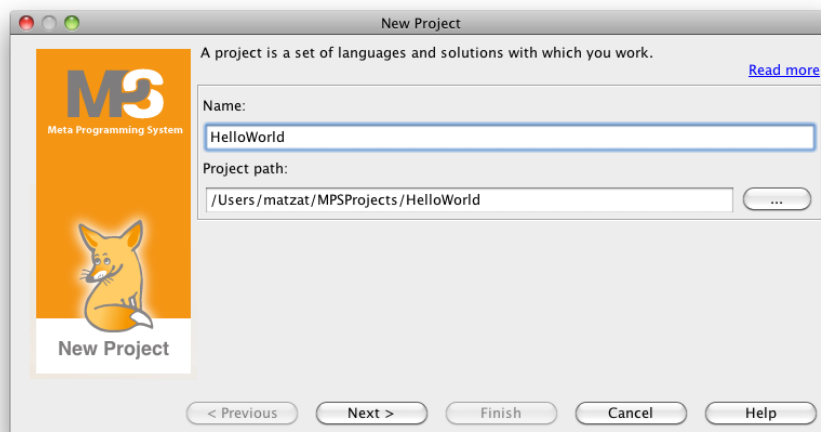 New Project
A project is a set of languages and solutions with which you work.
Read more
MPS
Meta Programming System
Name:
HelloWorld
Project path:
/Users/matzat/MPSProjects/HelloWorld
...
New Project
< Previous
Next >
Finish
Cancel
Help